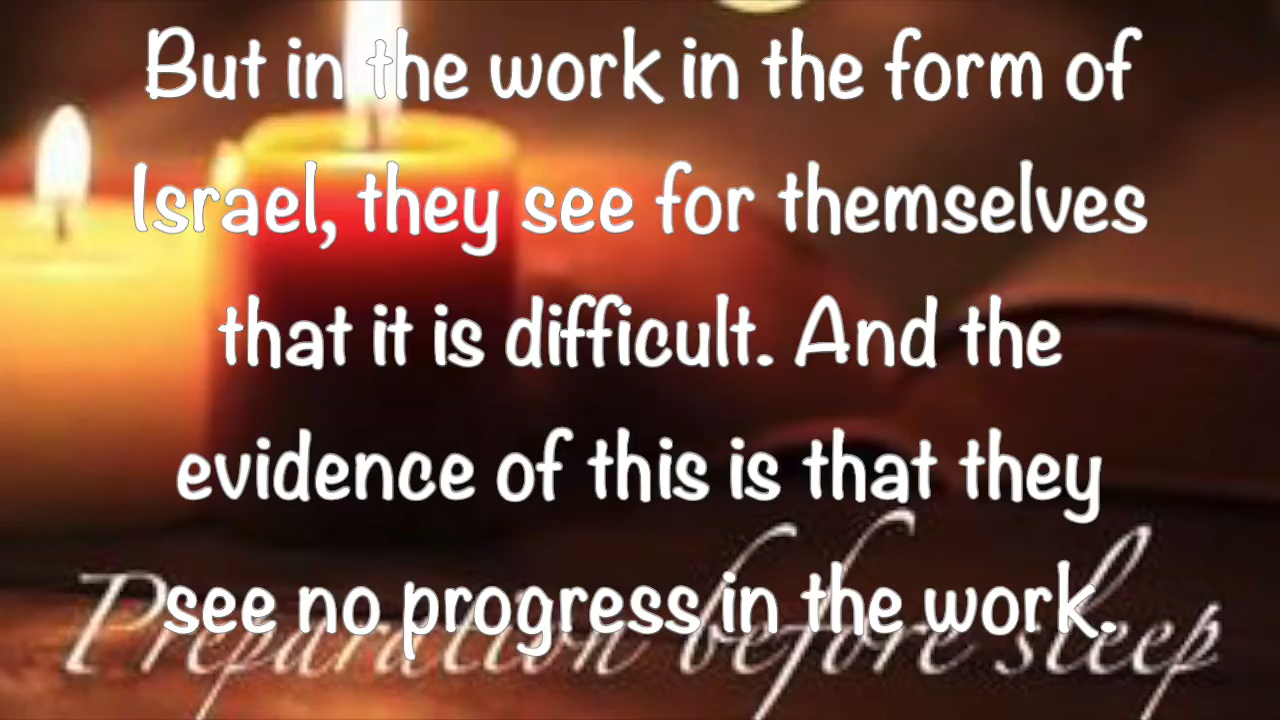 But in the work in the form of
Israel, they see for themselves
that it is difficult. And the
evidence of this is that they
see no progress in the work.
Preparation before sleep